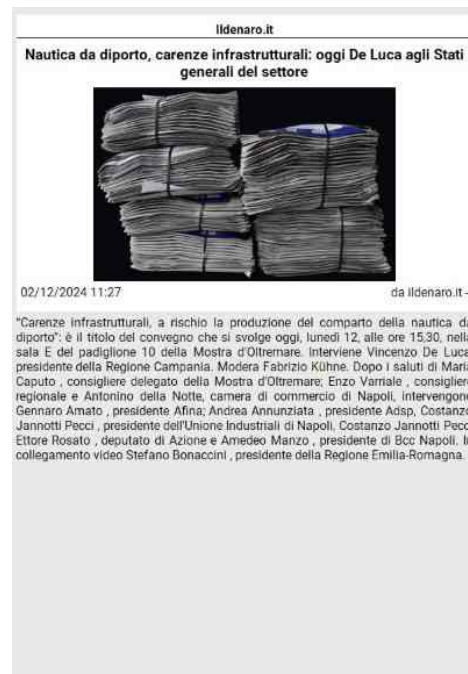 Ildenaro.it
Nautica da diporto, carenze infrastrutturali: oggi De Luca agli Stati
generali del settore
02/12/2024 11:27
da ildenaro.it -
"Carenze infrastrutturali, a rischio la produzione del comparto della nautica da
diporto": è il titolo del convegno che si svolge oggi, lunedì 12, alle ore 15,30, nella
sala E del padiglione 10 della Mostra d'Oltremare. Interviene Vincenzo De Luca,
presidente della Regione Campania. Modera Fabrizio Kühne. Dopo i saluti di Maria
Caputo , consigliere delegato della Mostra d'Oltremare; Enzo Varriale , consigliere
regionale e Antonino della Notte, camera di commercio di Napoli, intervengono
Gennaro Amato , presidente Afina; Andrea Annunziata , presidente Adsp, Costanzo
Jannotti Pecci , presidente dell'Unione Industriali di Napoli, Costanzo Jannotti Pecci
Ettore Rosato , deputato di Azione e Amedeo Manzo , presidente di Bcc Napoli. In
collegamento video Stefano Bonaccini , presidente della Regione Emilia-Romagna.